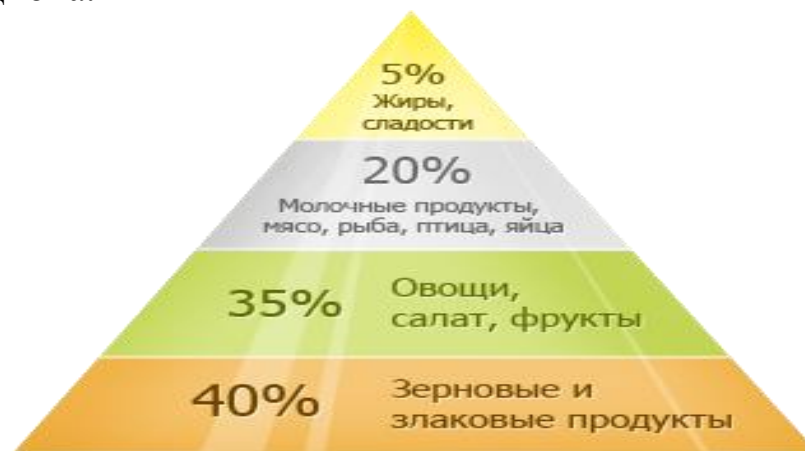 5%
Жиры,
сладости
20%
Молочные продукты,
мясо, рыба, птица, яйца
35%
Овощи,
салат, фрукты
40%
Зерновые и
злаковые продукты